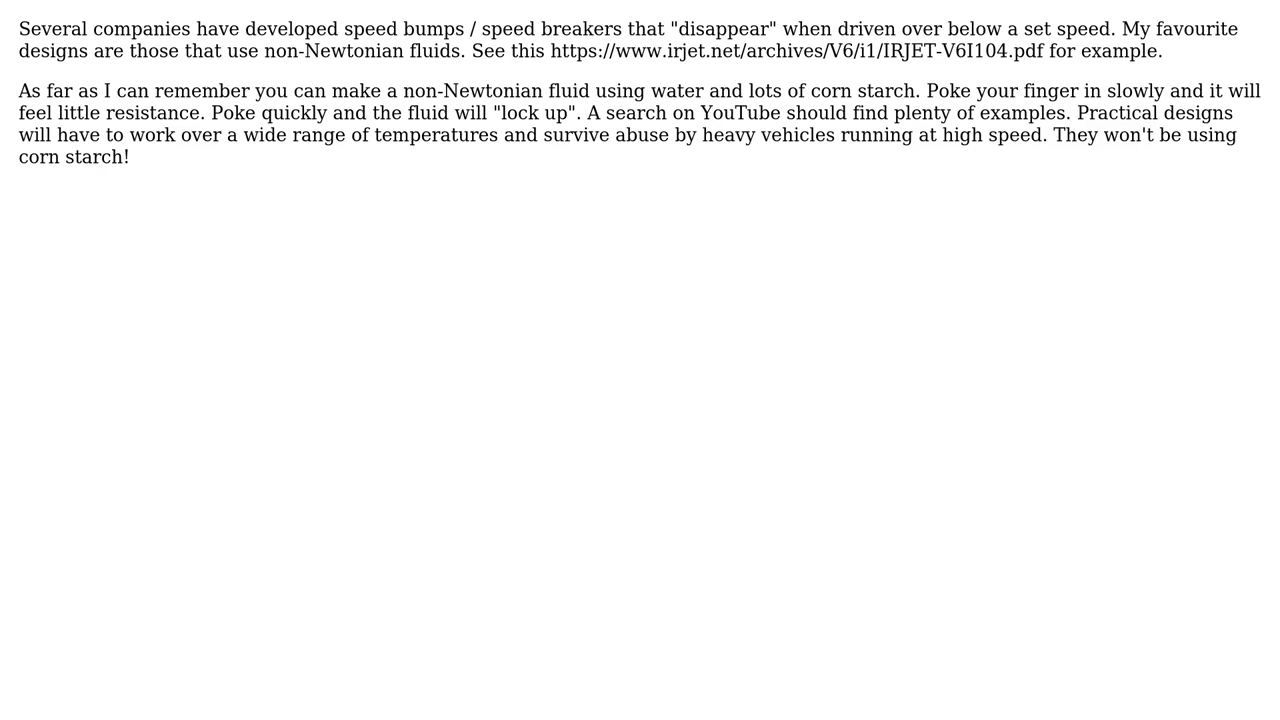 Several companies have developed speed bumps / speed breakers that "disappear" when driven over below a set speed. My favourite
designs are those that use non-Newtonian fluids. See this https://www.irjet.net/archives/V6/i1/IRJET-V6I104.pdf for example.
As far as I can remember you can make a non-Newtonian fluid using water and lots of corn starch. Poke your finger in slowly and it will
feel little resistance. Poke quickly and the fluid will "lock up". A search on YouTube should find plenty of examples. Practical designs
will have to work over a wide range of temperatures and survive abuse by heavy vehicles running at high speed. They won't be using
corn starch!